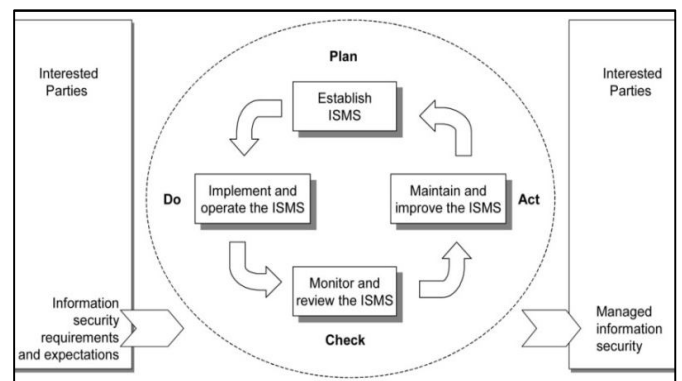 Interested
Parties
Information
security
requirements
and expectations
Plan
Establish
ISMS
Do
Implement and
operate the ISMS
Maintain and
improve the ISMS
Act
Monitor and
review the ISMS
Check
Interested
Parties
Managed
information
security